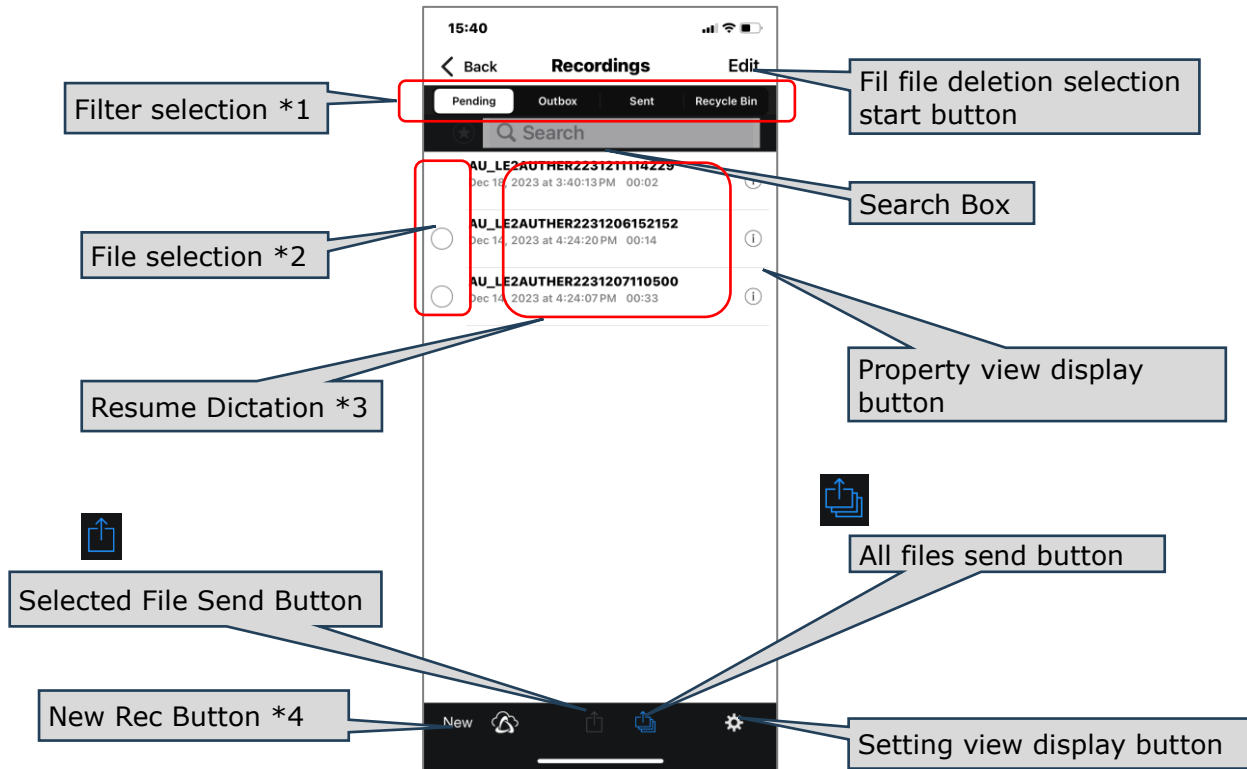 15:40
Back
Recordings
Edit
Pending
Outbox
Sent
Recycle Bin
Search
AU_LE2AUTHER2231211114229
Dec 18, 2023 at 3:40:13 PM 00:02
AU_LE2AUTHER2231206152152
Dec 14, 2023 at 4:24:20 PM 00:14
AU_LE2AUTHER2231207110500
Dec 14, 2023 at 4:24:07 PM 00:33
New
Filter selection *1
File selection *2
Resume Dictation *3
Selected File Send Button
New Rec Button *4
Fil file deletion selection
start button
Search Box
Property view display
button
All files send button
Setting view display button